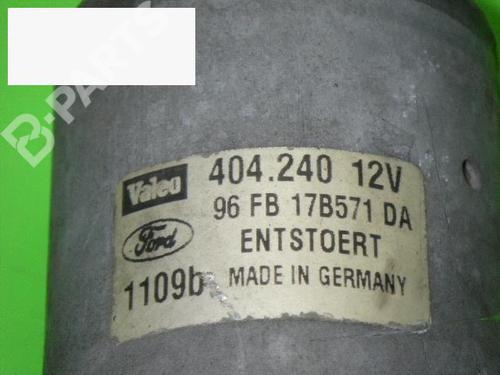 B-PARTS
Valeo 404.240 12V
96 FB 17B571 DA
Ford ENTSTOERT
1109b MADE IN GERMANY